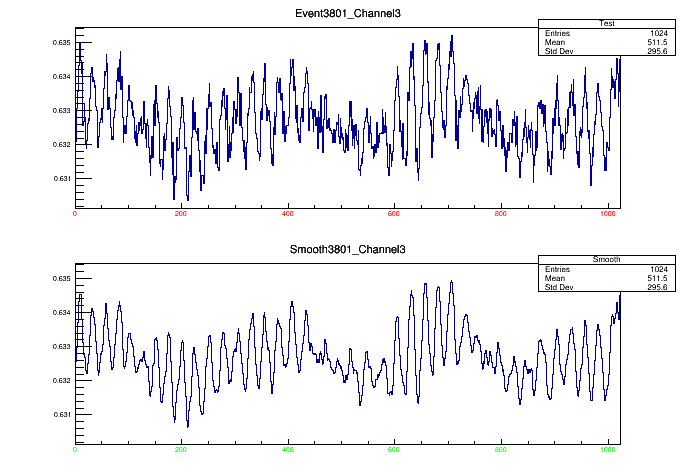 Event3801_Channel3
Test
Entries 1024
Mean 511.5
Std Dev 295.6
0.635
0.634
0.633
0.632
0.631
0 200 400 600 800 1000
Smooth3801_Channel3
Smooth
Entries 1024
Mean 511.5
Std Dev 295.6
0.635
0.634
0.633
0.632
0.631
0 200 400 600 800 1000